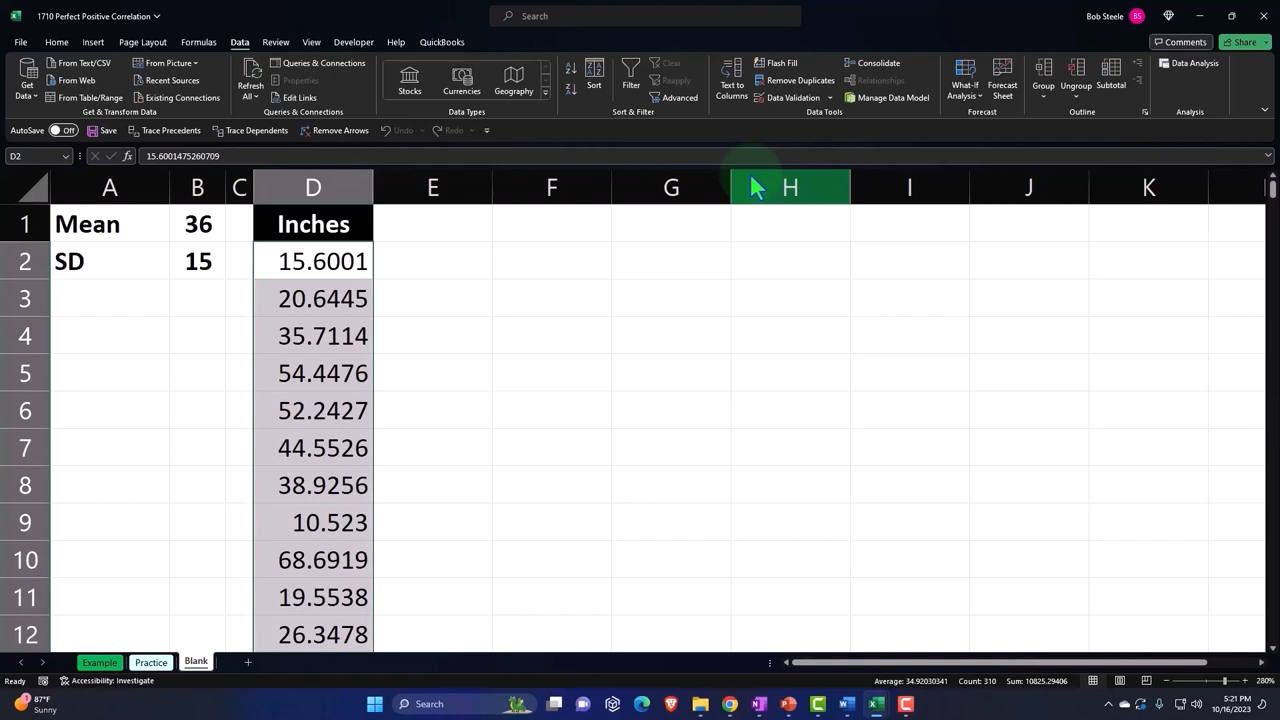 1710 Perfect Positive Correlation
Search
Bob Steele BS
File Home Insert Page Layout Formulas Data Review View Developer Help QuickBooks
Comments Share
Get Data
From Text/CSV
From Web
From Table/Range
From Picture
Recent Sources
Existing Connections
Get & Transform Data
Refresh All
Queries & Connections
Properties
Edit Links
Queries & Connections
Stocks Currencies Geography
Data Types
Sort Filter
Clear
Reapply
Advanced
Sort & Filter
Text to Columns
Flash Fill
Remove Duplicates
Data Validation
Consolidate
Relationships
Manage Data Model
Data Tools
What-If Analysis
Forecast Sheet
Forecast
Group Ungroup Subtotal
Outline
Data Analysis
Analysis
AutoSave Off Save Trace Precedents Trace Dependents Remove Arrows Undo Redo
D2 fx 15.6001475260709
A B C D E F G H I J K
1 Mean 36 Inches
2 SD 15 15.6001
3 20.6445
4 35.7114
5 54.4476
6 52.2427
7 44.5526
8 38.9256
9 10.523
10 68.6919
11 19.5538
12 26.3478
Example Practice Blank
Ready Accessibility: Investigate Average: 34.92030341 Count: 310 Sum: 10825.29406 280%
87°F
Sunny
Search
5:21 PM
10/16/2023